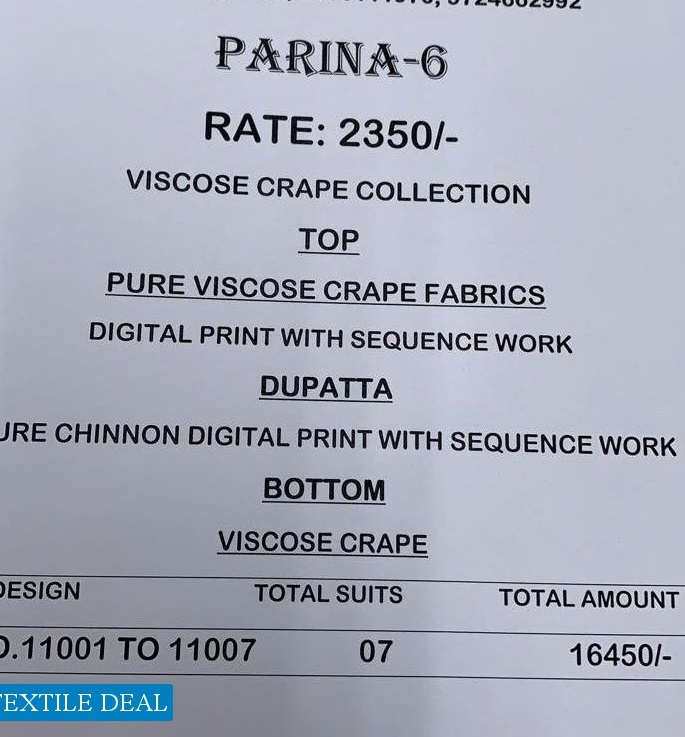 PARINA-6
RATE: 2350/-
VISCOSE CRAPE COLLECTION
TOP
PURE VISCOSE CRAPE FABRICS
DIGITAL PRINT WITH SEQUENCE WORK
DUPATTA
URE CHINNON DIGITAL PRINT WITH SEQUENCE WORK
BOTTOM
VISCOSE CRAPE
DESIGN TOTAL SUITS TOTAL AMOUNT
.11001 TO 11007 07 16450/-
TEXTILE DEAL